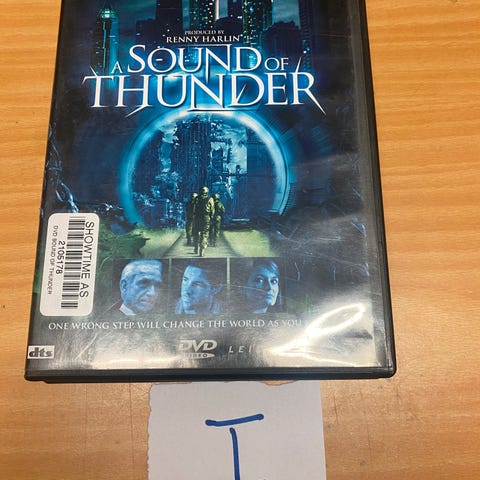 PRODUCED BY
RENNY HARLIN
A SOUND OF
THUNDER
SHOWTIME AS
2105178
DVD SOUND OF THUNDER
ONE WRONG STEP WILL CHANGE THE WORLD AS YOU
dts
DVD
VIDEO
LEI
I